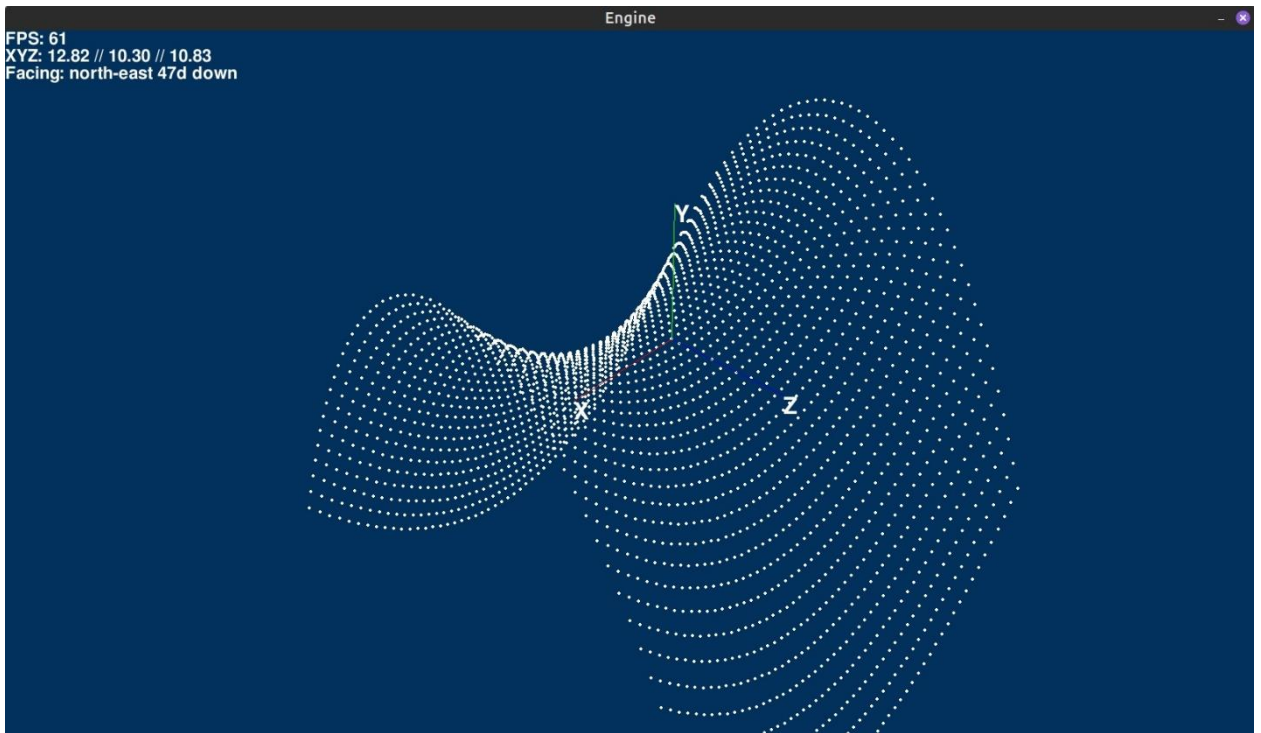 Engine
FPS: 61
XYZ: 12.82 // 10.30 // 10.83
Facing: north-east 47d down
Y
X
Z